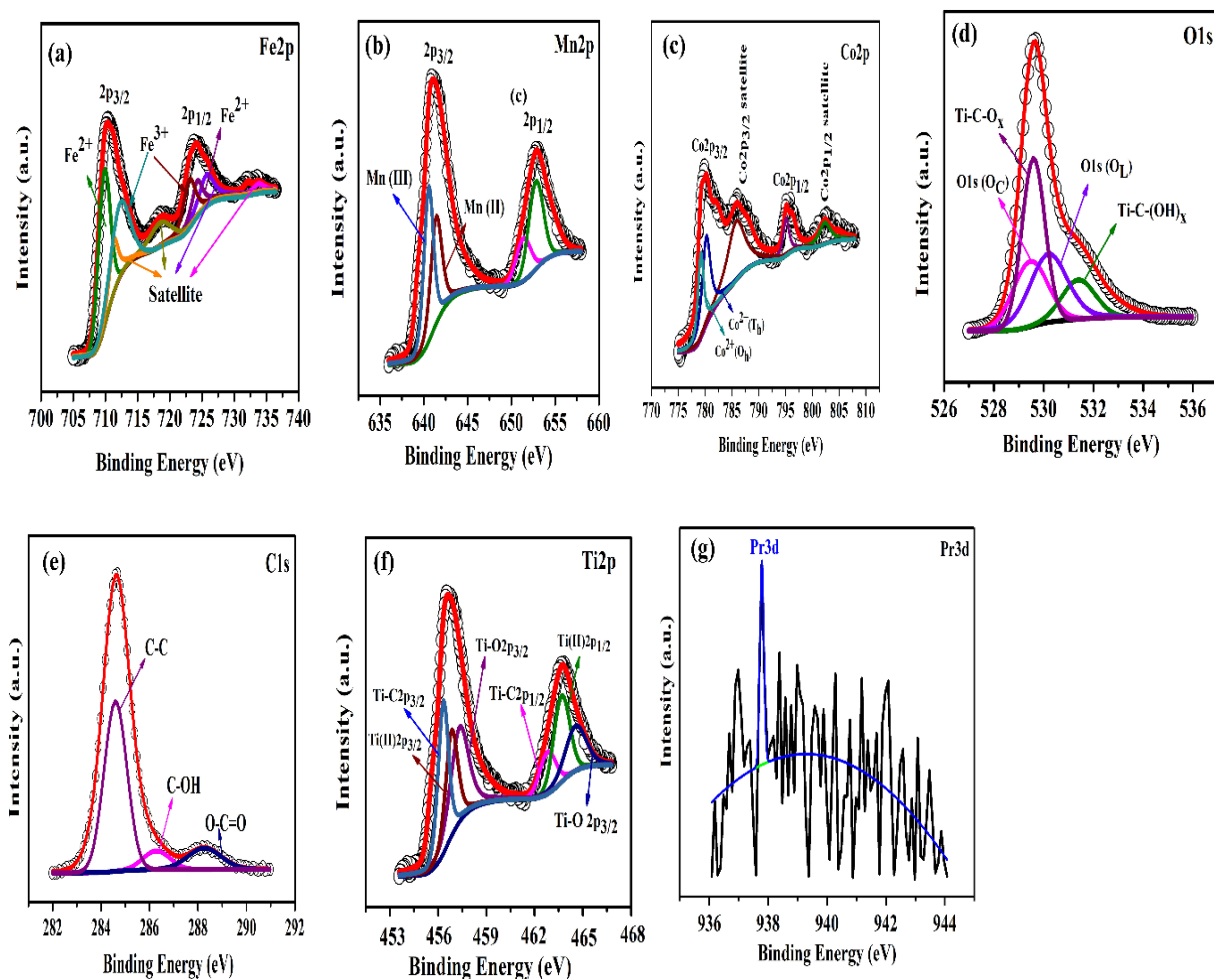 (a)
Fe2p
2p3/2
2p1/2
Fe2+
Fe3+
Fe2+
Satellite
Intensity (a.u.)
700 705 710 715 720 725 730 735 740
Binding Energy (eV)
(b)
Mn2p
2p3/2
(c)
2p1/2
Mn (III)
Mn (II)
Intensity (a.u.)
635 640 645 650 655 660
Binding Energy (eV)
(c)
Co2p
Co2p3/2
Co2p3/2 satellite
Co2p1/2
Co2p1/2 satellite
Co2-(Th)
Co2+(Oh)
Intensity (a.u.)
770 775 780 785 790 795 800 805 810
Binding Energy (eV)
(d)
O1s
Ti-C-Ox
O1s (OC)
O1s (OL)
Ti-C-(OH)x
Intensity (a.u.)
526 528 530 532 534 536
Binding Energy (eV)
(e)
C1s
C-C
C-OH
O-C=O
Intensity (a.u.)
282 284 286 288 290 292
Binding Energy (eV)
(f)
Ti2p
Ti-O2p3/2
Ti(II)2p1/2
Ti-C2p3/2
Ti-C2p1/2
Ti(II)2p3/2
Ti-O 2p3/2
Intensity (a.u.)
453 456 459 462 465 468
Binding Energy (eV)
(g)
Pr3d
Pr3d
Intensity (a.u.)
936 938 940 942 944
Binding Energy (eV)